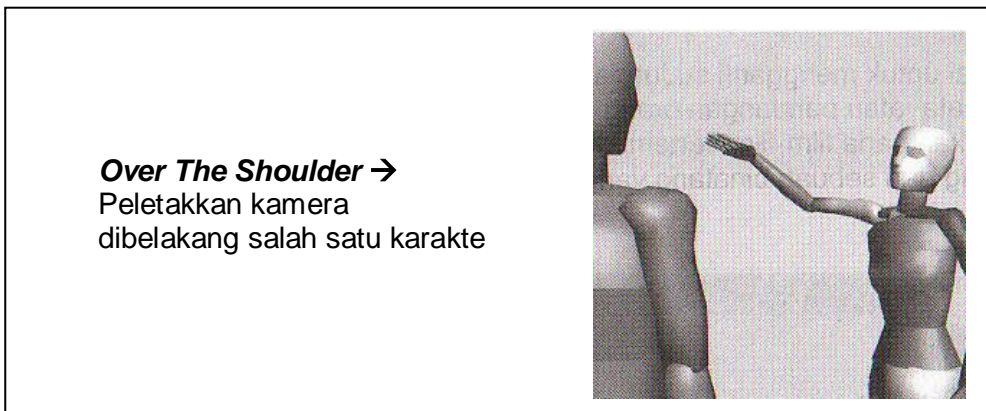 Over The Shoulder →
Peletakkan kamera
dibelakang salah satu karakte